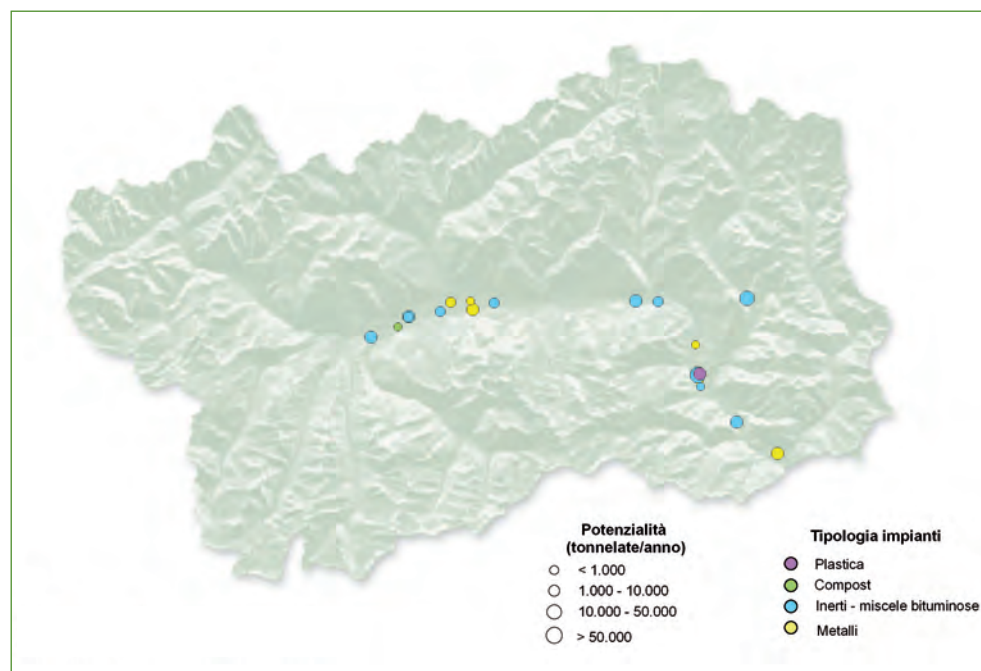 Potenzialità
(tonnelate/anno)
< 1.000
1.000 - 10.000
10.000 - 50.000
> 50.000
Tipologia impianti
Plastica
Compost
Inerti - miscele bituminose
Metalli